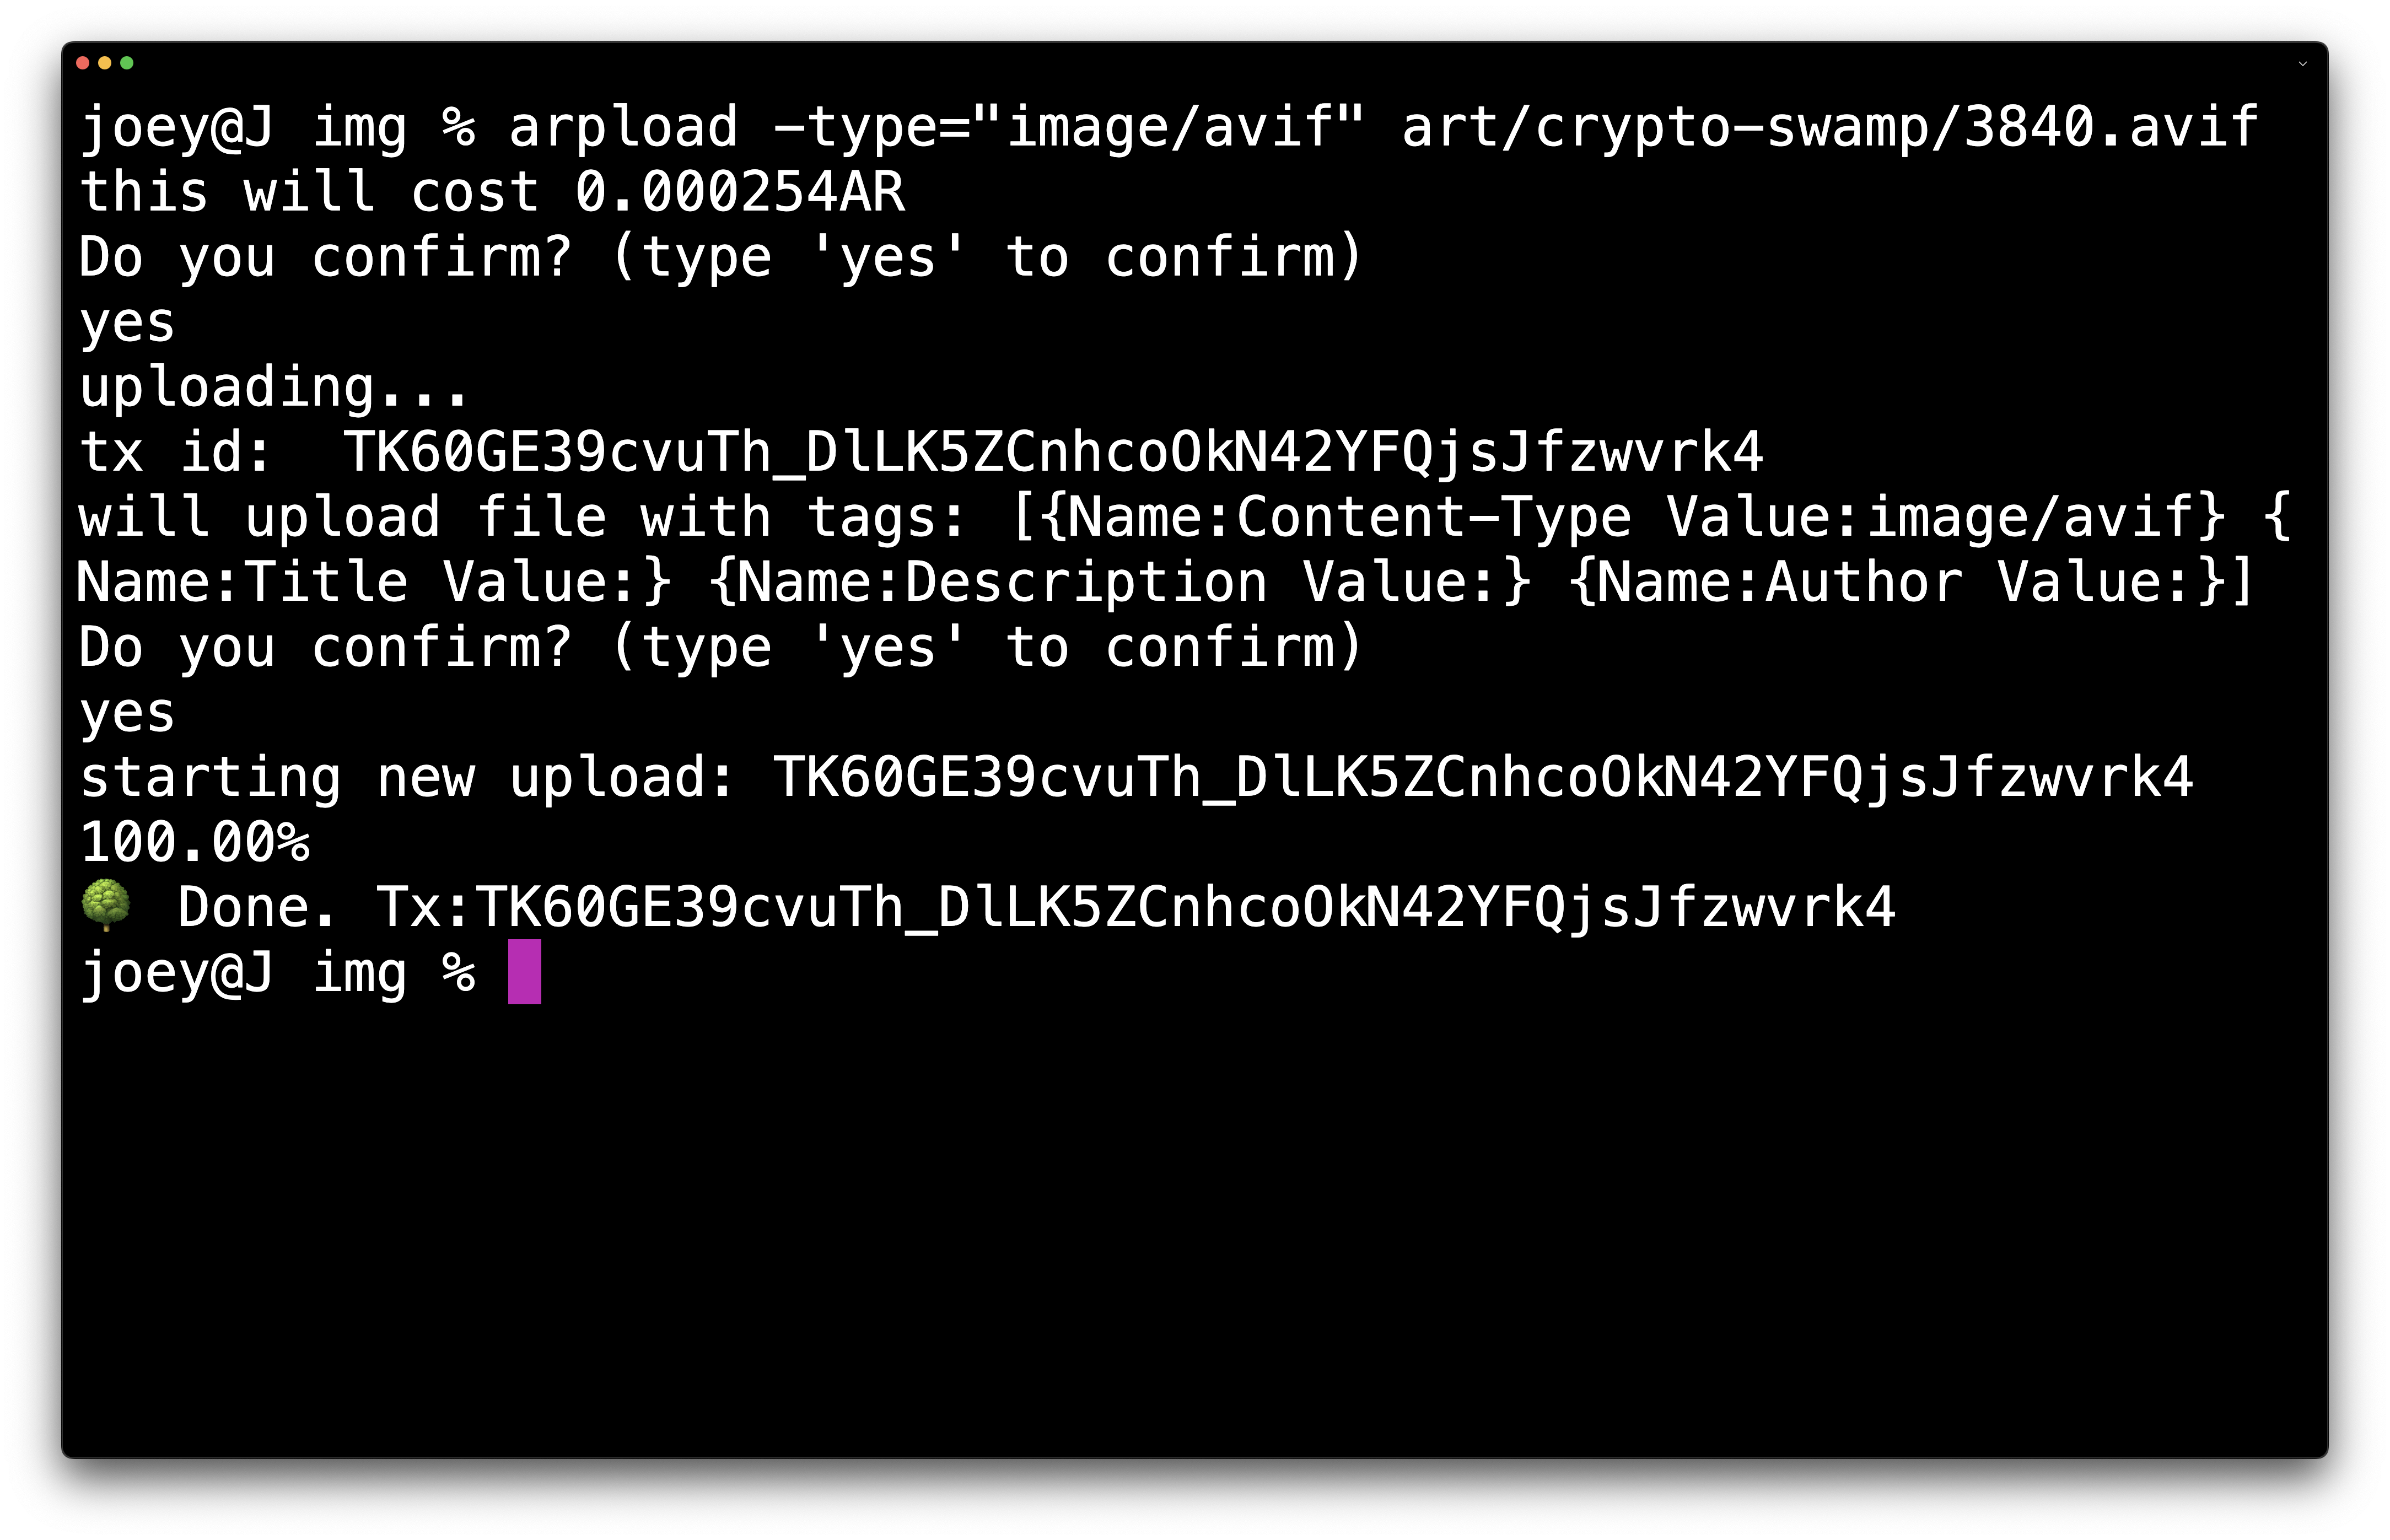 joey@J img % arpload -type="image/avif" art/crypto-swamp/3840.avif
this will cost 0.000254AR
Do you confirm? (type 'yes' to confirm)
yes
uploading...
tx id:  TK60GE39cvuTh_DlLK5ZCnhcoOkN42YFQjsJfzwvrk4
will upload file with tags: [{Name:Content-Type Value:image/avif} {
Name:Title Value:} {Name:Description Value:} {Name:Author Value:}]
Do you confirm? (type 'yes' to confirm)
yes
starting new upload: TK60GE39cvuTh_DlLK5ZCnhcoOkN42YFQjsJfzwvrk4
100.00%
🌳 Done. Tx:TK60GE39cvuTh_DlLK5ZCnhcoOkN42YFQjsJfzwvrk4
joey@J img %